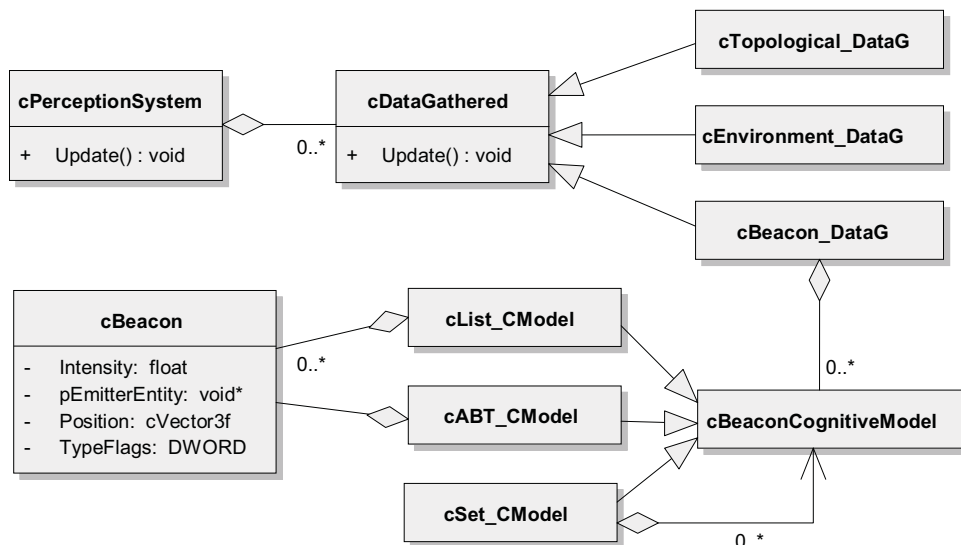 cTopological_DataG
cPerceptionSystem
+ Update() : void
0..*
cDataGathered
+ Update() : void
cEnvironment_DataG
cBeacon_DataG
cBeacon
- Intensity: float
- pEmitterEntity: void*
- Position: cVector3f
- TypeFlags: DWORD
0..*
cList_CModel
cABT_CModel
cSet_CModel
0..*
cBeaconCognitiveModel
0..*